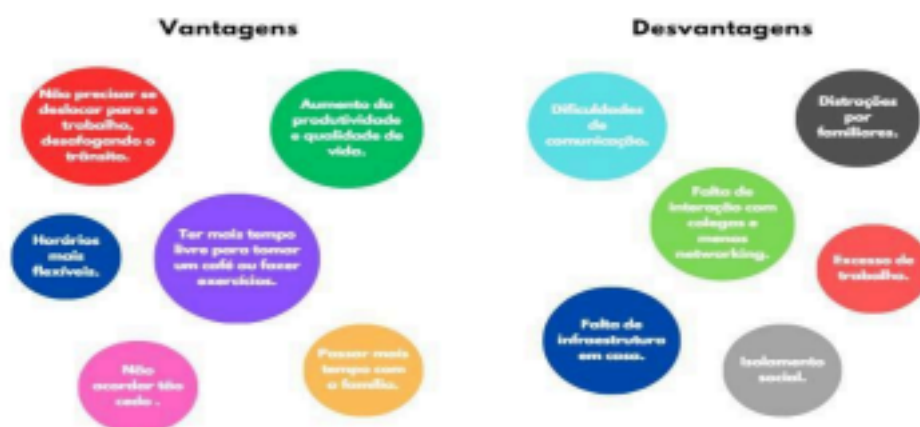 Vantagens
Desvantagens
Não precisar se
deslocar para o
trabalho,
desafogando o
trânsito.
Aumento da
produtividade
e qualidade de
vida.
Horários
mais
flexíveis.
Ter mais tempo
livre para tomar
um café ou fazer
exercícios.
Não
acordar tão
cedo .
Passar mais
tempo com
a família.
Dificuldades
de
comunicação.
Distrações
por
familiares.
Falta de
interação com
colegas e
menos
networking.
Excesso de
trabalho.
Falta de
infraestrutura
em casa.
Isolamento
social.